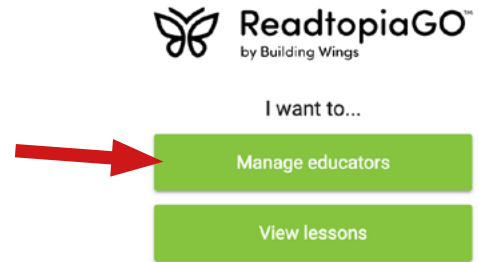 ReadtopiaGO™
by Building Wings
I want to...
Manage educators
View lessons